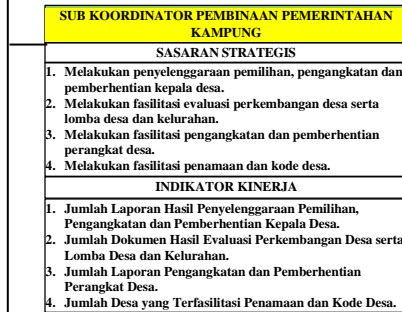 SUB KOORDINATOR PEMBINAAN PEMERINTAHAN
KAMPUNG
SASARAN STRATEGIS
1. Melakukan penyelenggaraan pemilihan, pengangkatan dan
pemberhentian kepala desa.
2. Melakukan fasilitasi evaluasi perkembangan desa serta
lomba desa dan kelurahan.
3. Melakukan fasilitasi pengangkatan dan pemberhentian
perangkat desa.
4. Melakukan fasilitasi penamaan dan kode desa.
INDIKATOR KINERJA
1. Jumlah Laporan Hasil Penyelenggaraan Pemilihan,
Pengangkatan dan Pemberhentian Kepala Desa.
2. Jumlah Dokumen Hasil Evaluasi Perkembangan Desa serta
Lomba Desa dan Kelurahan.
3. Jumlah Laporan Pengangkatan dan Pemberhentian
Perangkat Desa.
4. Jumlah Desa yang Terfasilitasi Penamaan dan Kode Desa.